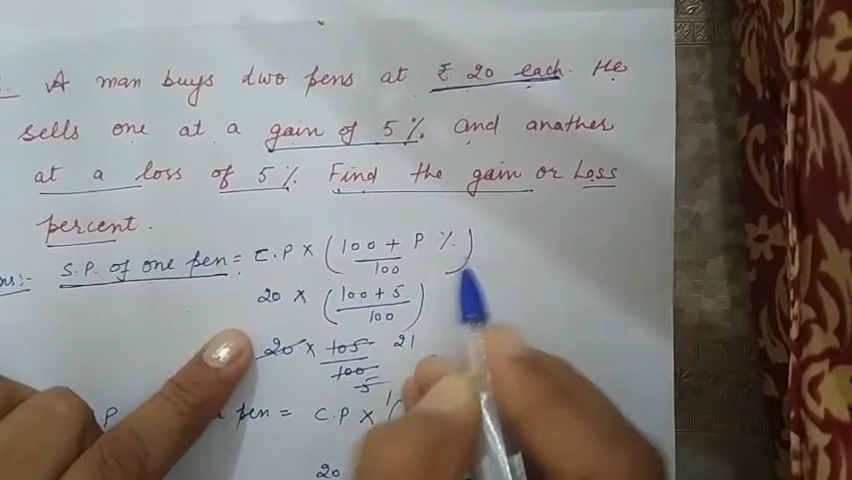 A man buys two pens at ₹ 20 each. He
sells one at a gain of 5% and anather
at a loss of 5% Find the gain or Loss
percent.
ns:- S.P. of one pen = C.P × (100 + P %/100)
20 × (100 + 5/100)
20 × 105/100 21
5
P pen = C.P × (
20